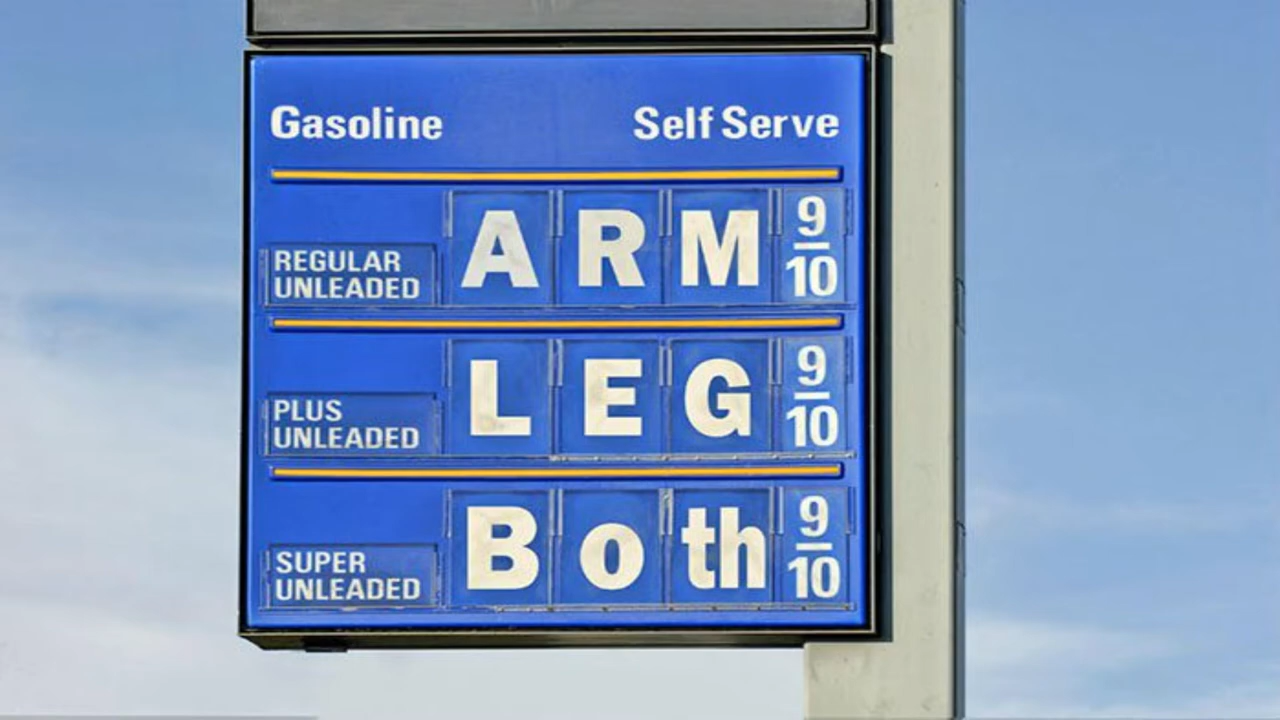 Gasoline Self Serve
REGULAR UNLEADED ARM 9/10
PLUS UNLEADED LEG 9/10
SUPER UNLEADED Both 9/10